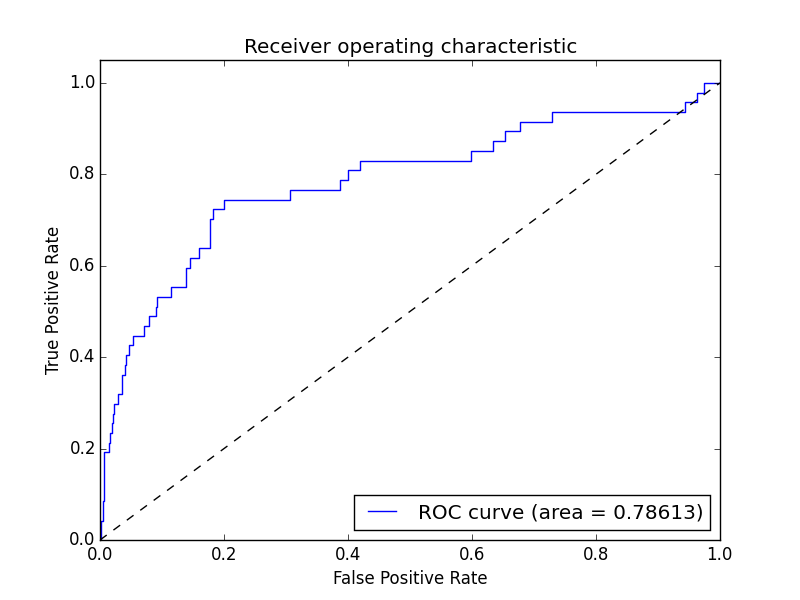 Receiver operating characteristic
True Positive Rate
1.0
0.8
0.6
0.4
0.2
0.0
ROC curve (area = 0.78613)
0.0 0.2 0.4 0.6 0.8 1.0
False Positive Rate